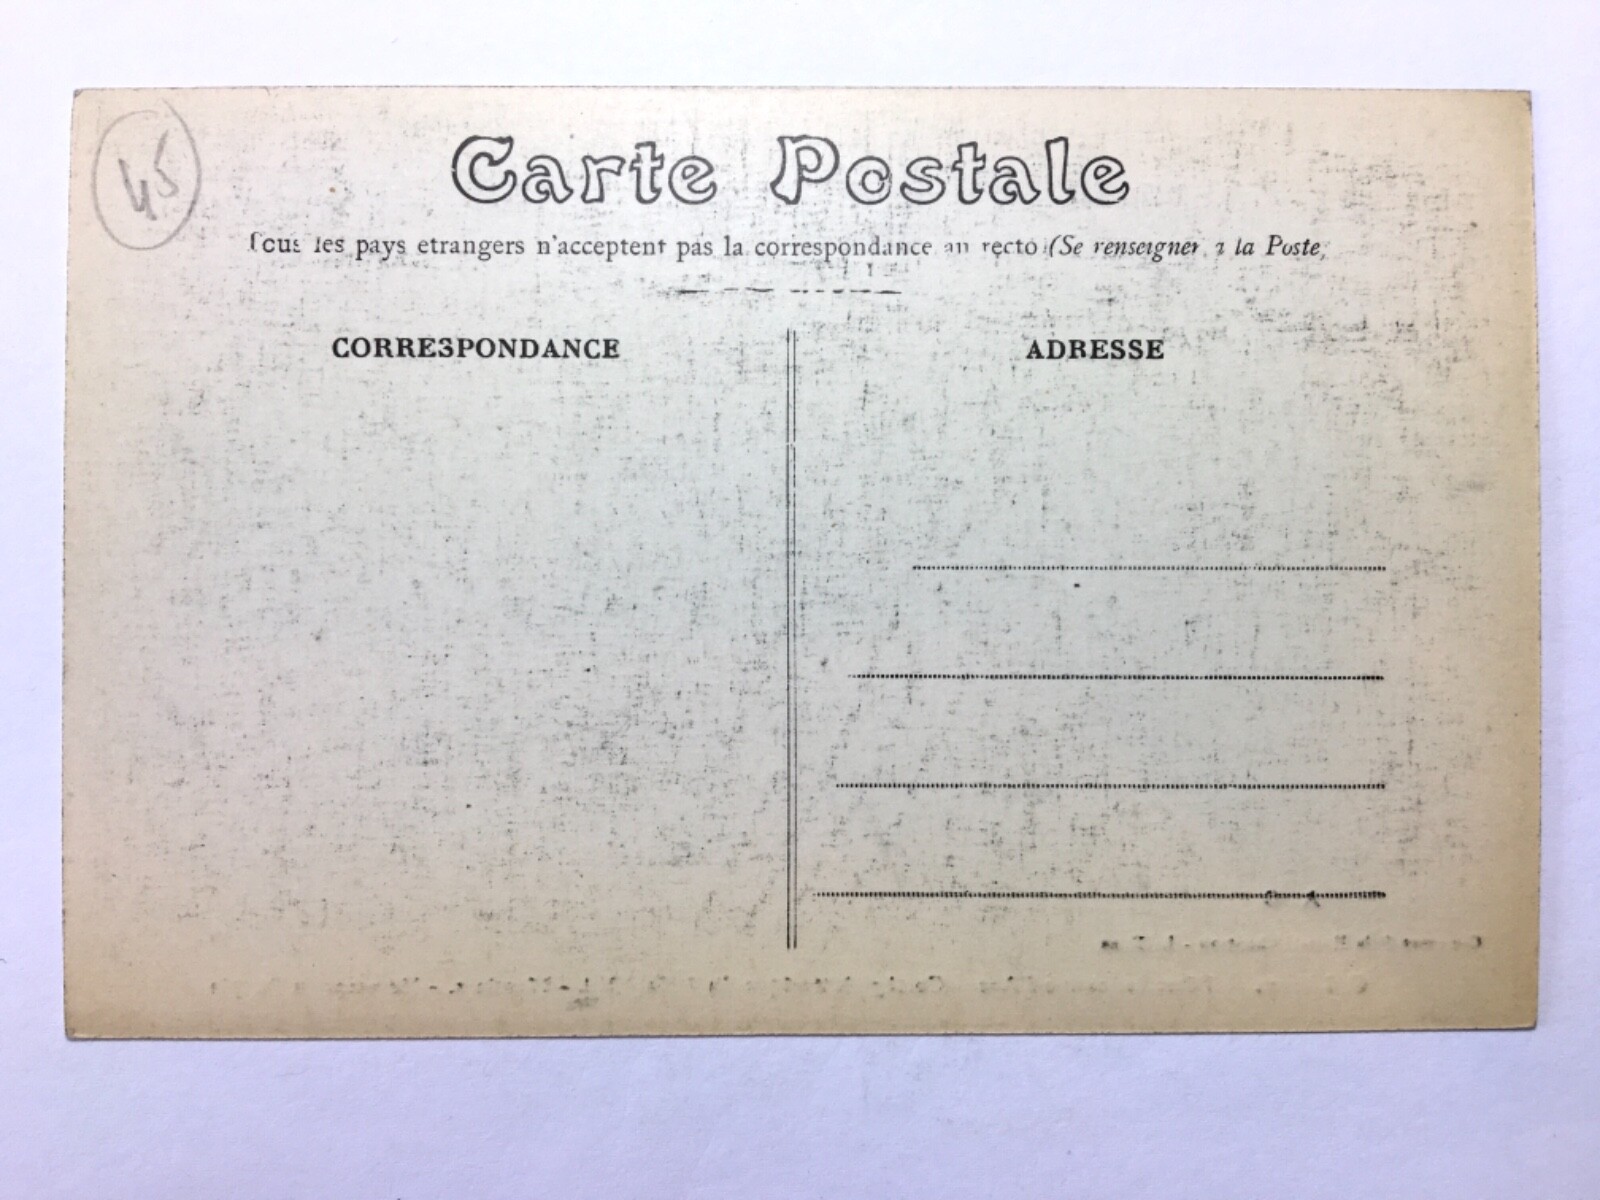 45
Carte Postale
Tous les pays etrangers n'acceptent pas la correspondance au recto (Se renseigner à la Poste)
CORRESPONDANCE
ADRESSE